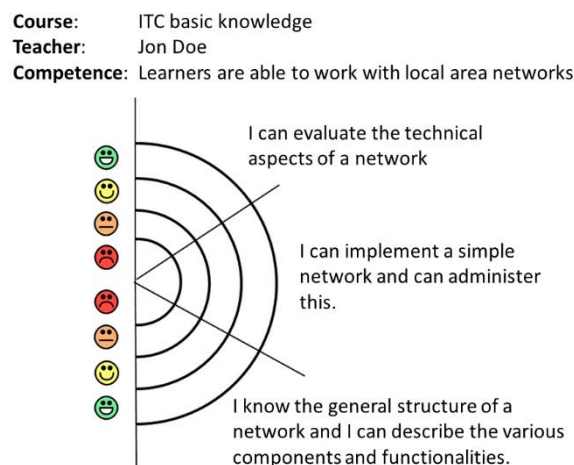 Course: ITC basic knowledge
Teacher: Jon Doe
Competence: Learners are able to work with local area networks
I can evaluate the technical
aspects of a network
I can implement a simple
network and can administer
this.
I know the general structure of a
network and I can describe the various
components and functionalities.